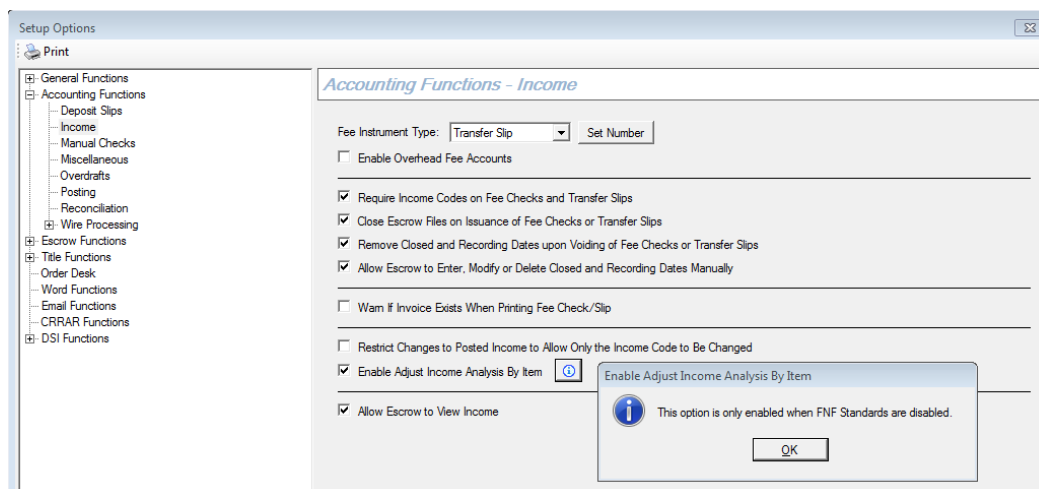 Setup Options
Print
General Functions
Accounting Functions
Deposit Slips
Income
Manual Checks
Miscellaneous
Overdrafts
Posting
Reconciliation
Wire Processing
Escrow Functions
Title Functions
Order Desk
Word Functions
Email Functions
CRRAR Functions
DSI Functions
Accounting Functions - Income
Fee Instrument Type: Transfer Slip Set Number
Enable Overhead Fee Accounts
Require Income Codes on Fee Checks and Transfer Slips
Close Escrow Files on Issuance of Fee Checks or Transfer Slips
Remove Closed and Recording Dates upon Voiding of Fee Checks or Transfer Slips
Allow Escrow to Enter, Modify or Delete Closed and Recording Dates Manually
Warn If Invoice Exists When Printing Fee Check/Slip
Restrict Changes to Posted Income to Allow Only the Income Code to Be Changed
Enable Adjust Income Analysis By Item
Allow Escrow to View Income
Enable Adjust Income Analysis By Item
This option is only enabled when FNF Standards are disabled.
OK